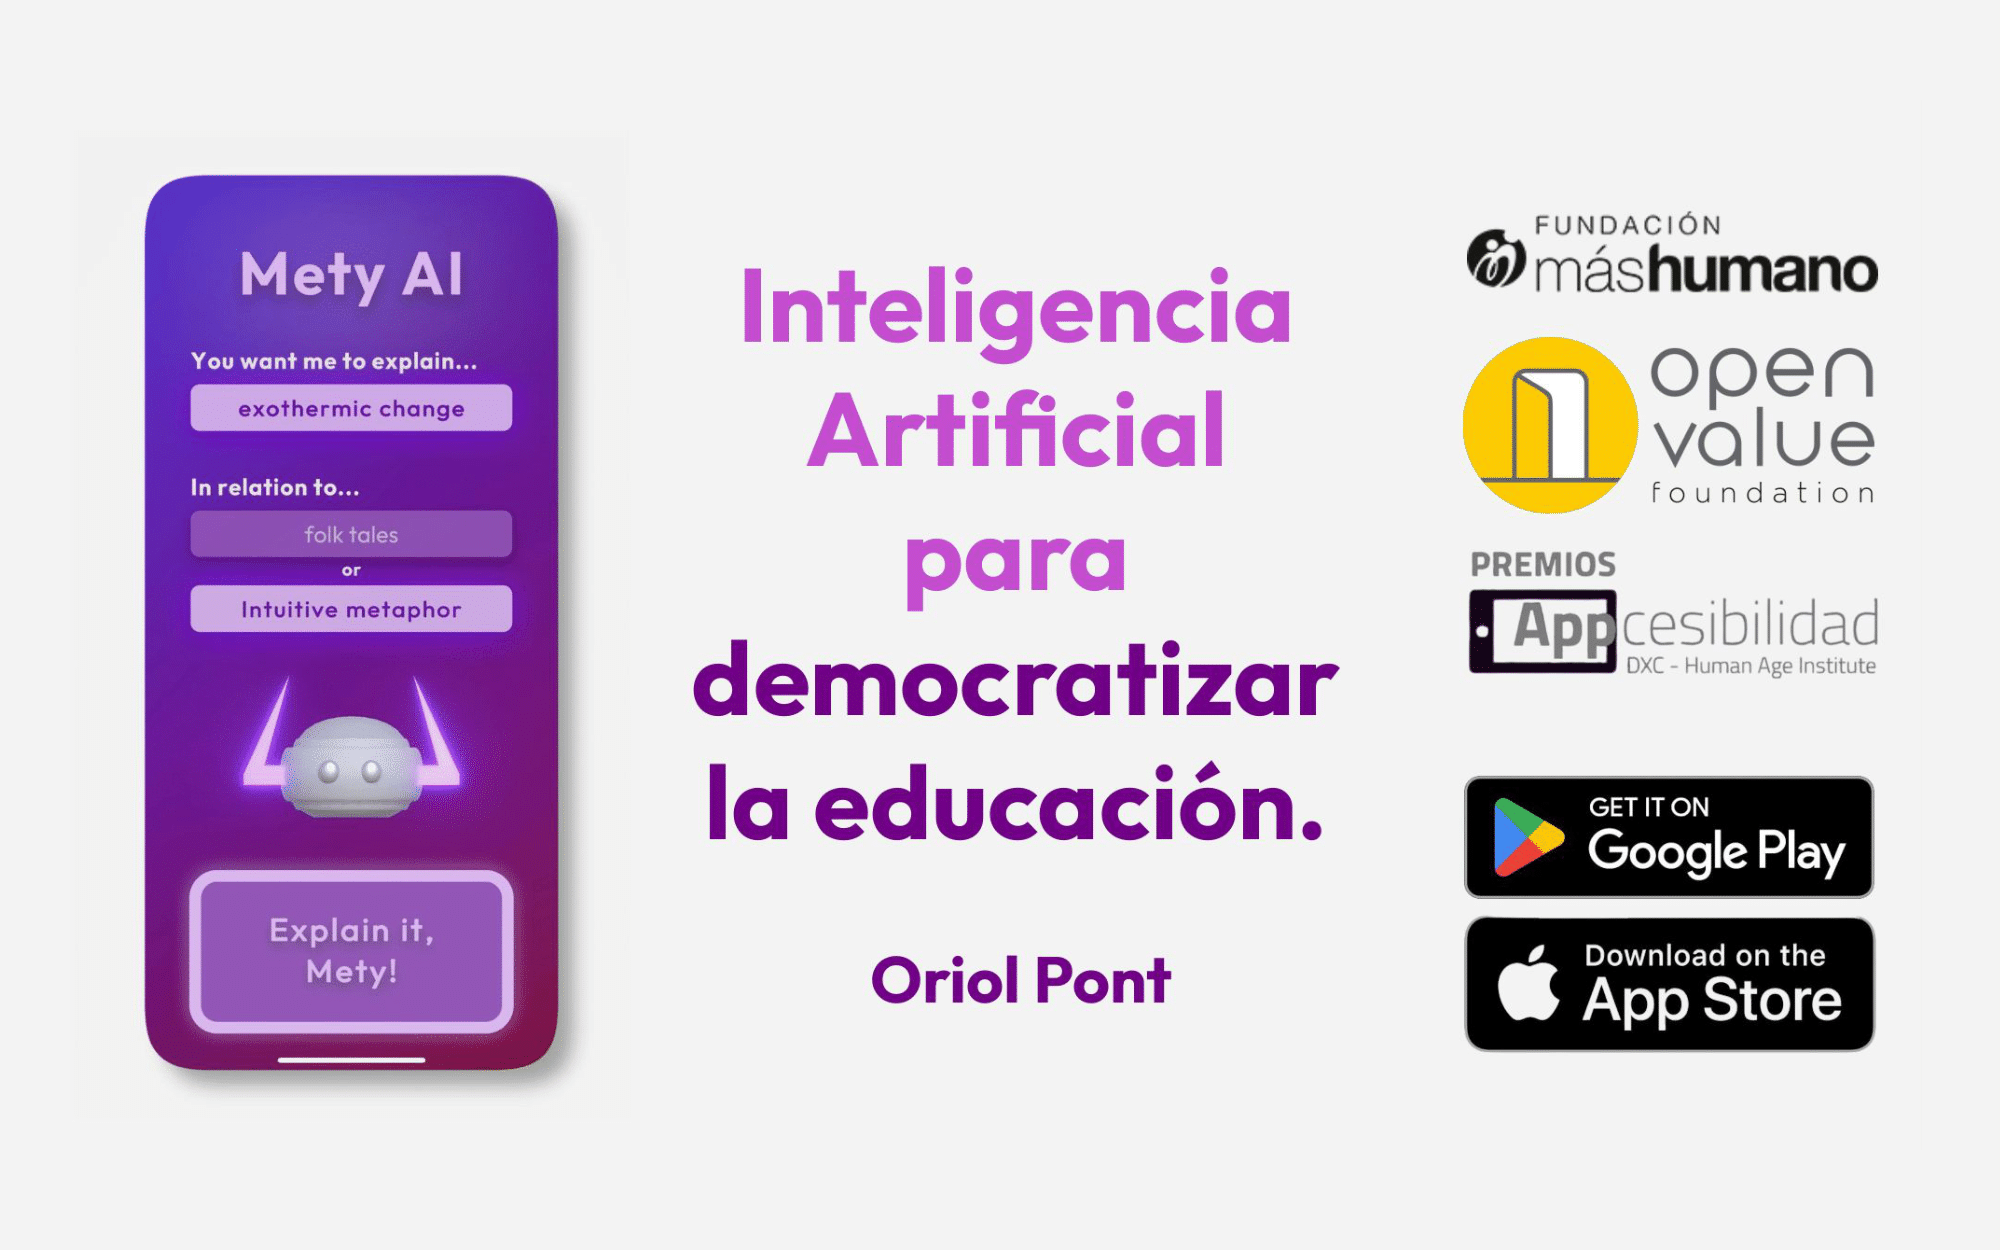 Mety AI
You want me to explain...
exothermic change
In relation to...
folk tales
or
Intuitive metaphor
Explain it,
Mety!
Inteligencia
Artificial
para
democratizar
la educación.
Oriol Pont
FUNDACIÓN
máshumano
open
value
foundation
PREMIOS
Appcesibilidad
DXC - Human Age Institute
GET IT ON
Google Play
Download on the
App Store